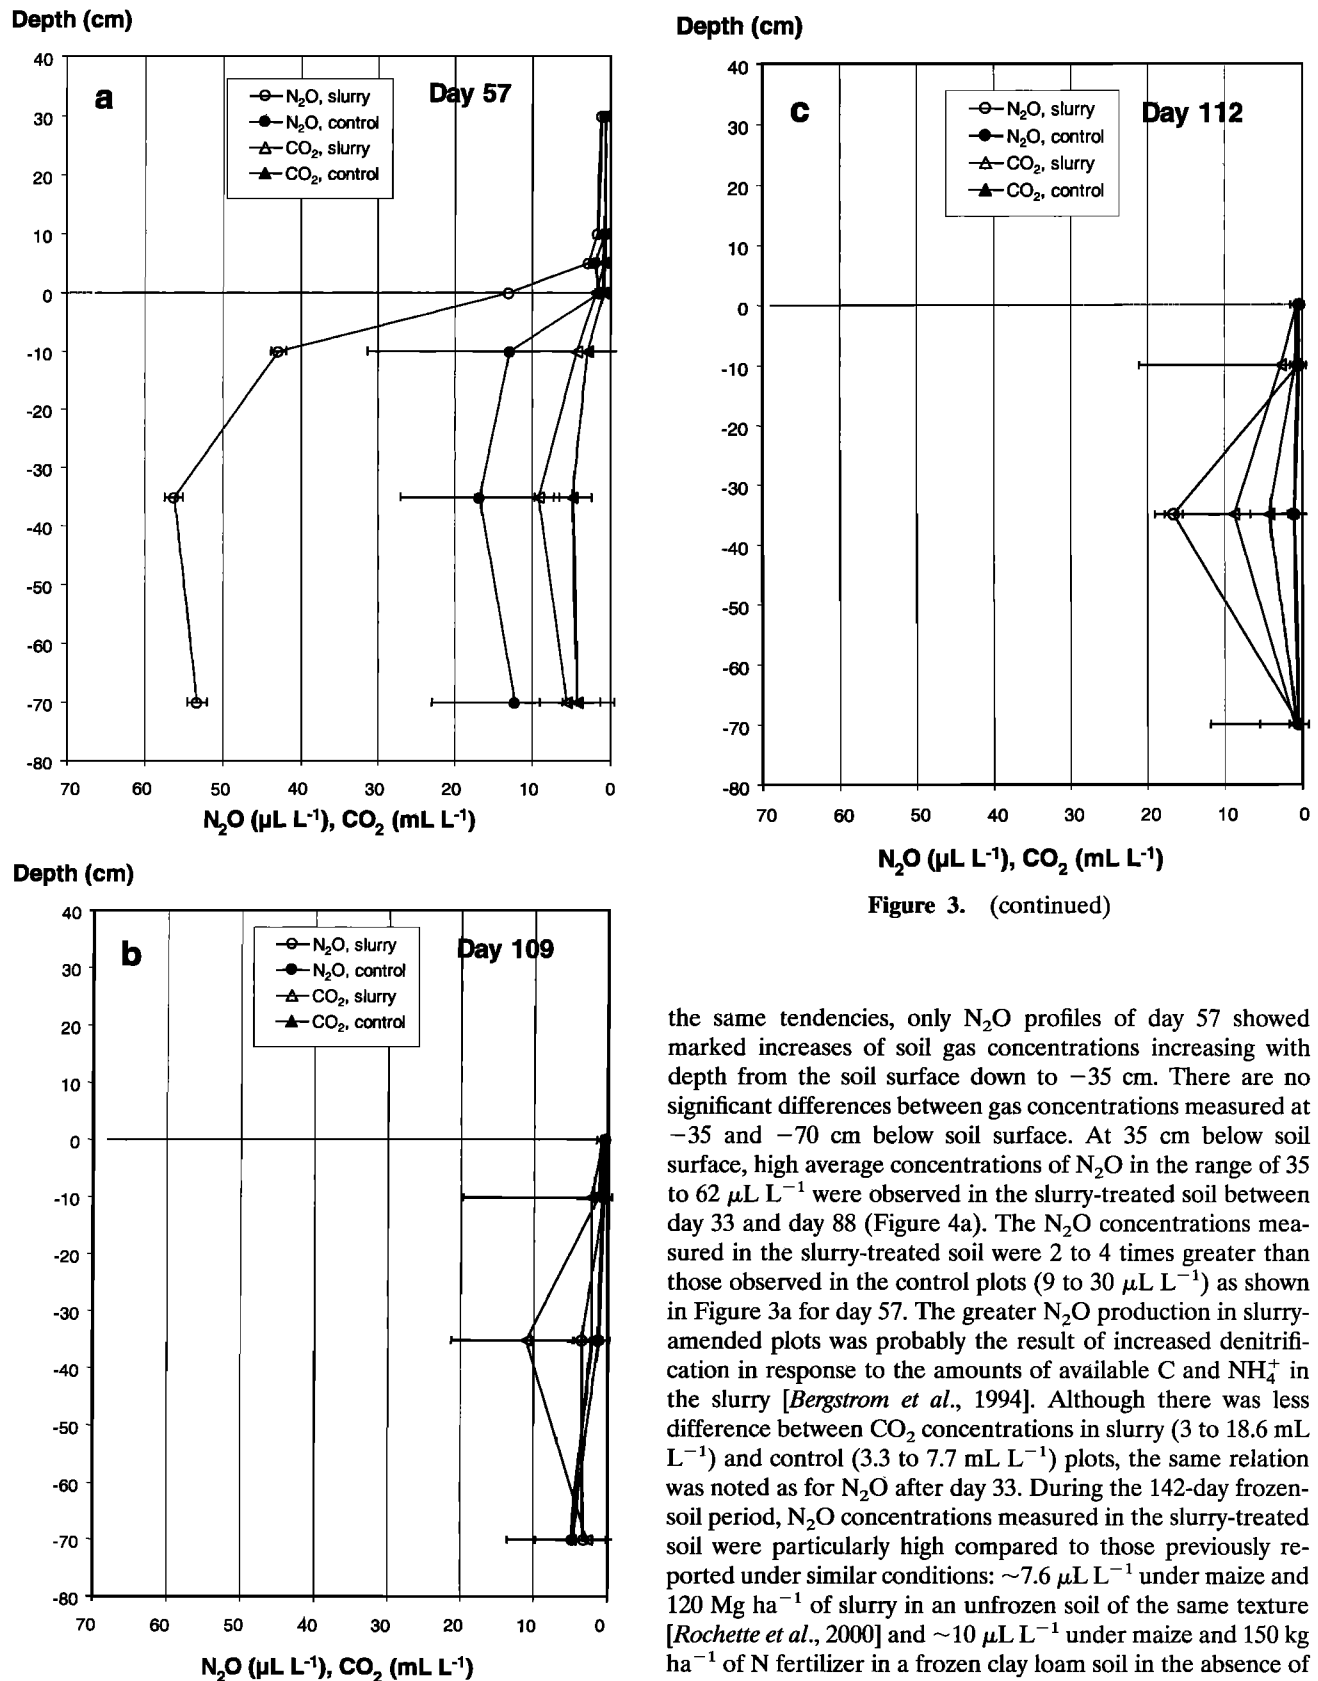 Depth (cm)
40
30
20
10
0
-10
-20
-30
-40
-50
-60
-70
-80
a
N₂O, slurry
N₂O, control
CO₂, slurry
CO₂, control
Day 57
70 60 50 40 30 20 10 0
N₂O (µL L⁻¹), CO₂ (mL L⁻¹)
Depth (cm)
40
30
20
10
0
-10
-20
-30
-40
-50
-60
-70
-80
b
N₂O, slurry
N₂O, control
CO₂, slurry
CO₂, control
Day 109
70 60 50 40 30 20 10 0
N₂O (µL L⁻¹), CO₂ (mL L⁻¹)
Depth (cm)
40
30
20
10
0
-10
-20
-30
-40
-50
-60
-70
-80
c
N₂O, slurry
N₂O, control
CO₂, slurry
CO₂, control
Day 112
70 60 50 40 30 20 10 0
N₂O (µL L⁻¹), CO₂ (mL L⁻¹)
Figure 3. (continued)
the same tendencies, only N₂O profiles of day 57 showed
marked increases of soil gas concentrations increasing with
depth from the soil surface down to −35 cm. There are no
significant differences between gas concentrations measured at
−35 and −70 cm below soil surface. At 35 cm below soil
surface, high average concentrations of N₂O in the range of 35
to 62 µL L⁻¹ were observed in the slurry-treated soil between
day 33 and day 88 (Figure 4a). The N₂O concentrations mea-
sured in the slurry-treated soil were 2 to 4 times greater than
those observed in the control plots (9 to 30 µL L⁻¹) as shown
in Figure 3a for day 57. The greater N₂O production in slurry-
amended plots was probably the result of increased denitrifi-
cation in response to the amounts of available C and NH₄⁺ in
the slurry [Bergstrom et al., 1994]. Although there was less
difference between CO₂ concentrations in slurry (3 to 18.6 mL
L⁻¹) and control (3.3 to 7.7 mL L⁻¹) plots, the same relation
was noted as for N₂O after day 33. During the 142-day frozen-
soil period, N₂O concentrations measured in the slurry-treated
soil were particularly high compared to those previously re-
ported under similar conditions: ~7.6 µL L⁻¹ under maize and
120 Mg ha⁻¹ of slurry in an unfrozen soil of the same texture
[Rochette et al., 2000] and ~10 µL L⁻¹ under maize and 150 kg
ha⁻¹ of N fertilizer in a frozen clay loam soil in the absence of